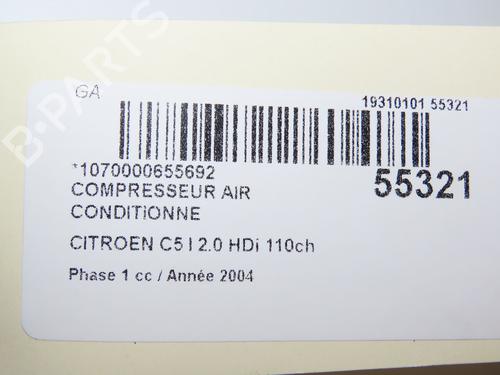 GA
19310101 55321
*1070000655692
55321
COMPRESSEUR AIR
CONDITIONNE
CITROEN C5 I 2.0 HDi 110ch
Phase 1 cc / Année 2004
B-PARTS